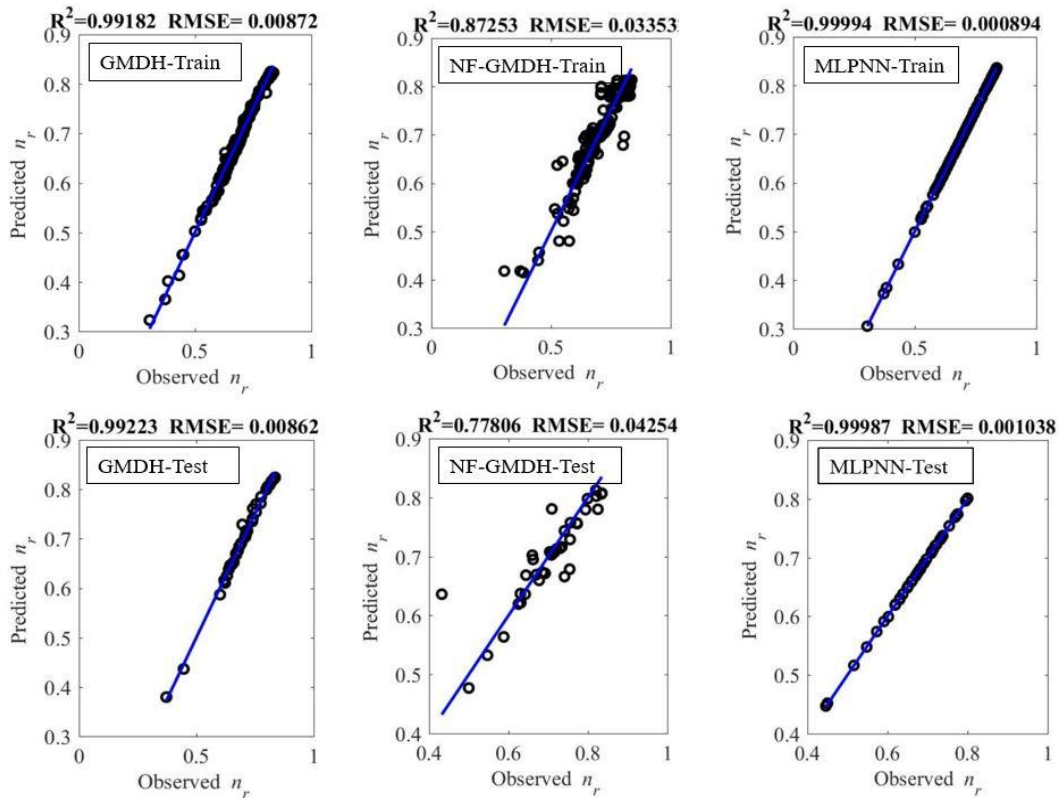 R²=0.99182 RMSE= 0.00872
GMDH-Train
Predicted n_r
0.9
0.8
0.7
0.6
0.5
0.4
0.3
0
0.5
1
Observed n_r
R²=0.87253 RMSE= 0.03353
NF-GMDH-Train
Predicted n_r
0.9
0.8
0.7
0.6
0.5
0.4
0.3
0
0.5
1
Observed n_r
R²=0.99994 RMSE= 0.000894
MLPNN-Train
Predicted n_r
0.9
0.8
0.7
0.6
0.5
0.4
0.3
0
0.5
1
Observed n_r
R²=0.99223 RMSE= 0.00862
GMDH-Test
Predicted n_r
0.9
0.8
0.7
0.6
0.5
0.4
0.3
0
0.5
1
Observed n_r
R²=0.77806 RMSE= 0.04254
NF-GMDH-Test
Predicted n_r
0.9
0.8
0.7
0.6
0.5
0.4
0.4
0.6
0.8
1
Observed n_r
R²=0.99987 RMSE= 0.001038
MLPNN-Test
Predicted n_r
0.9
0.8
0.7
0.6
0.5
0.4
0.4
0.6
0.8
1
Observed n_r